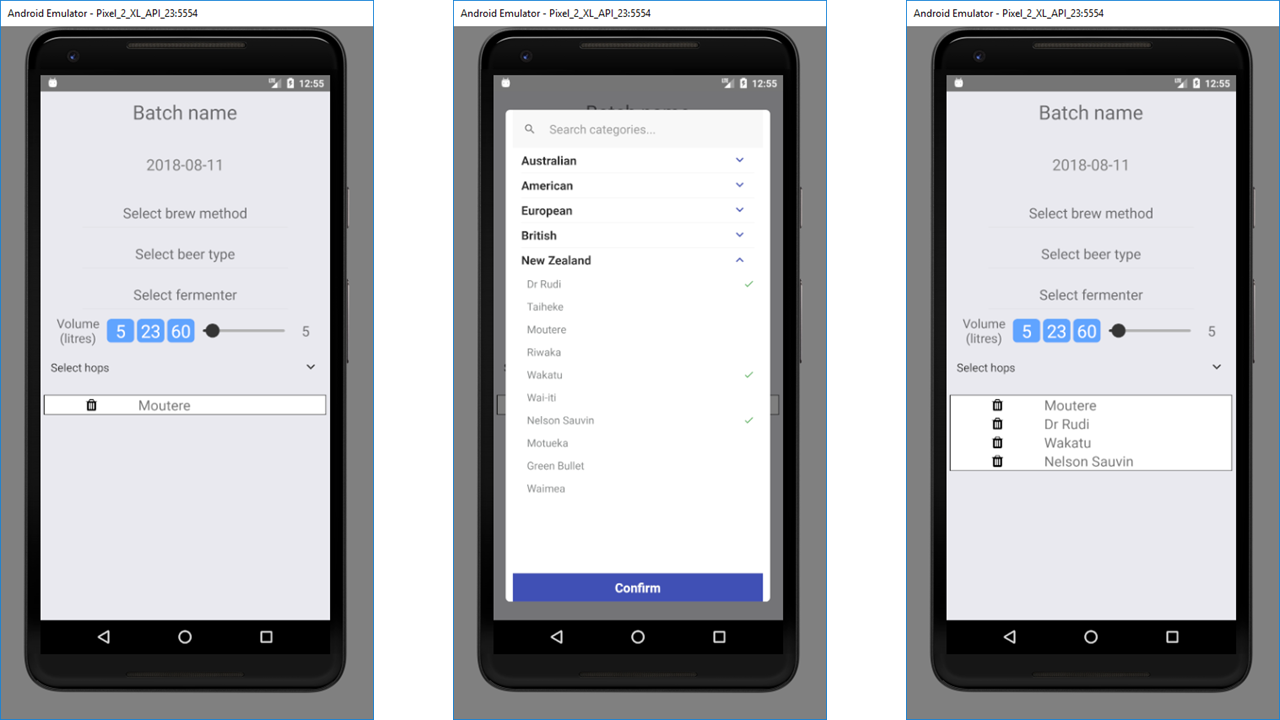 Android Emulator - Pixel_2_XL_API_23:5554
12:55
Batch name
2018-08-11
Select brew method
Select beer type
Select fermenter
Volume
(litres)
5 23 60
5
Select hops
Moutere
Android Emulator - Pixel_2_XL_API_23:5554
12:55
Batch name
Search categories...
Australian
American
European
British
New Zealand
Dr Rudi
Taiheke
Moutere
Riwaka
Wakatu
Wai-iti
Nelson Sauvin
Motueka
Green Bullet
Waimea
Confirm
Android Emulator - Pixel_2_XL_API_23:5554
12:55
Batch name
2018-08-11
Select brew method
Select beer type
Select fermenter
Volume
(litres)
5 23 60
5
Select hops
Moutere
Dr Rudi
Wakatu
Nelson Sauvin